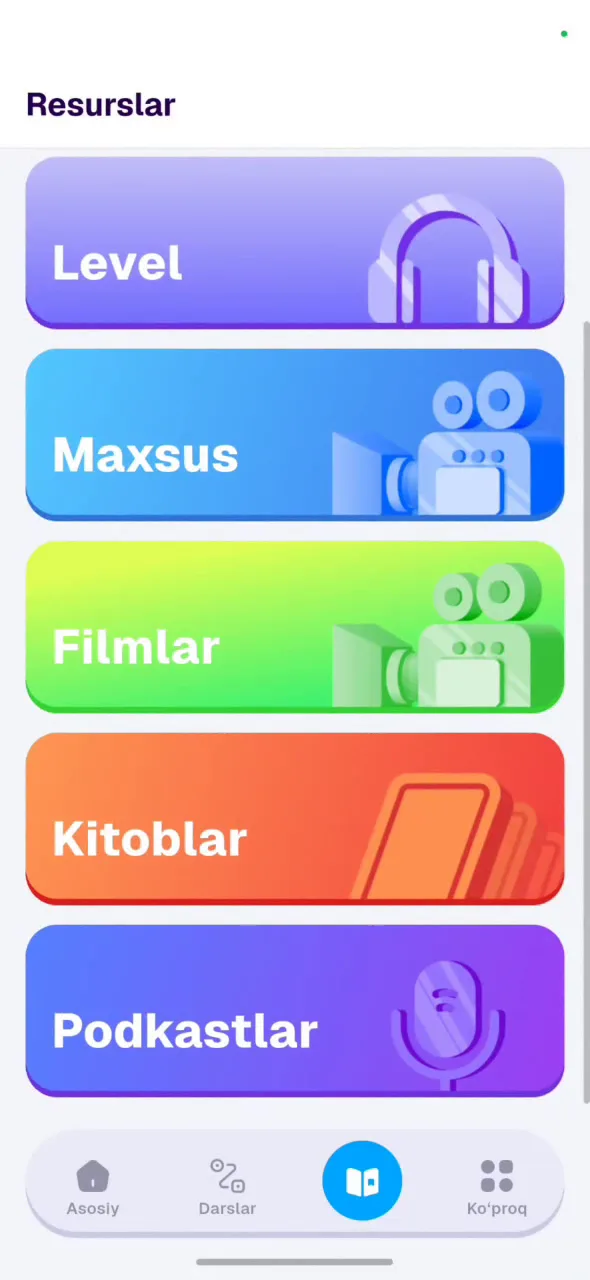 Resurslar
Level
Maxsus
Filmlar
Kitoblar
Podkastlar
Asosiy
Darslar
Ko‘proq